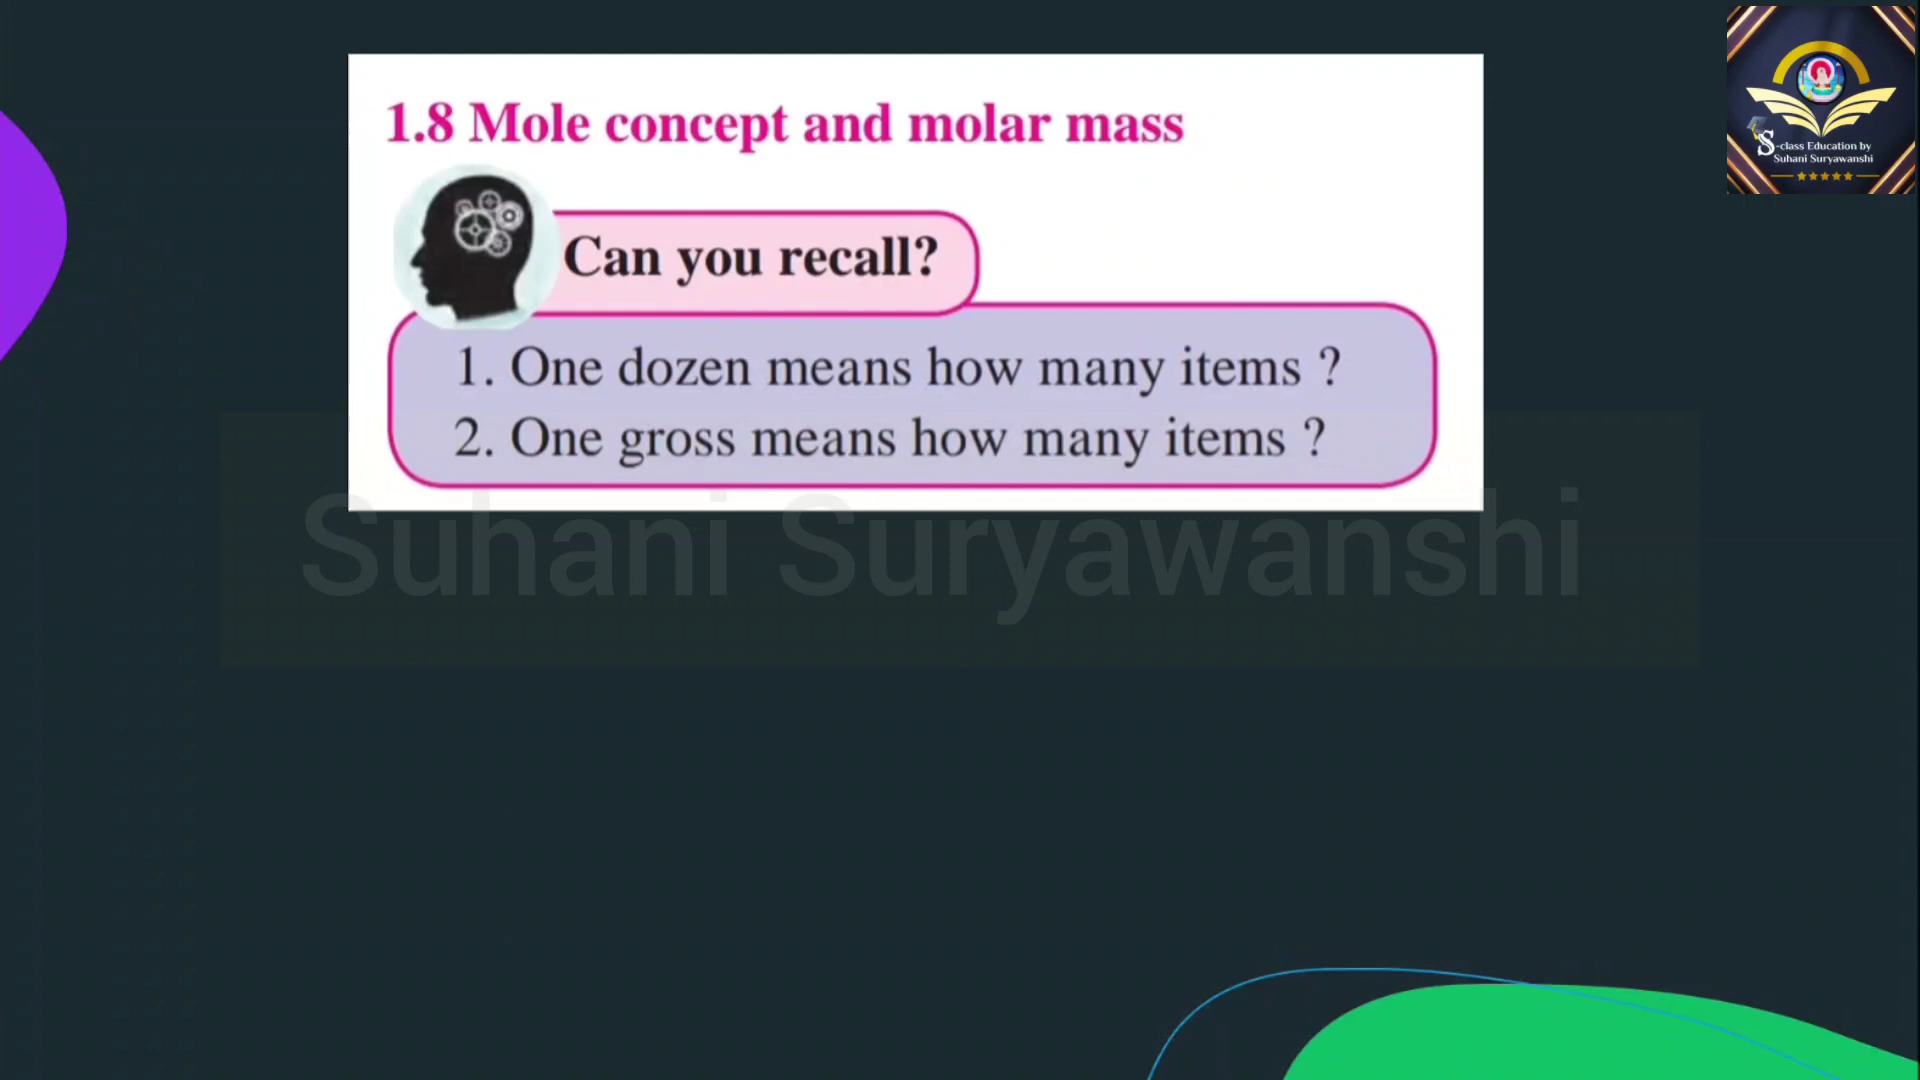 1.8 Mole concept and molar mass
Can you recall?
1. One dozen means how many items ?
2. One gross means how many items ?
Suhani Suryawanshi
S-class Education by
Suhani Suryawanshi